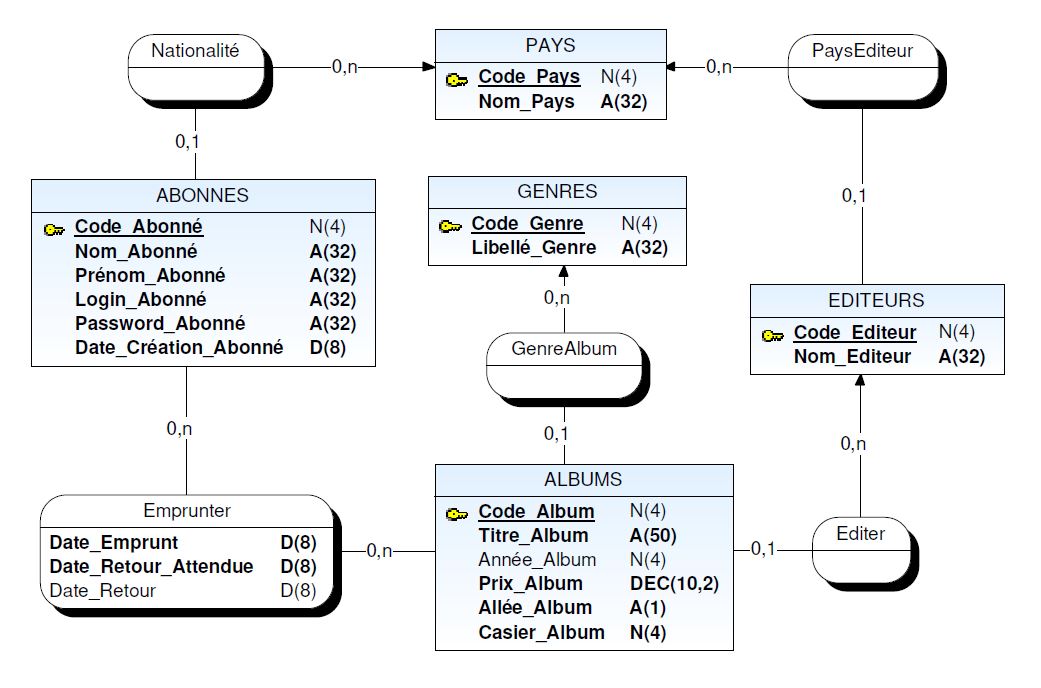 Nationalité
0,n
PAYS
Code_Pays N(4)
Nom_Pays A(32)
0,n
PaysEditeur
0,1
0,1
ABONNES
Code_Abonné N(4)
Nom_Abonné A(32)
Prénom_Abonné A(32)
Login_Abonné A(32)
Password_Abonné A(32)
Date_Création_Abonné D(8)
GENRES
Code_Genre N(4)
Libellé_Genre A(32)
0,n
GenreAlbum
EDITEURS
Code_Editeur N(4)
Nom_Editeur A(32)
0,n
0,1
0,n
Emprunter
Date_Emprunt D(8)
Date_Retour_Attendue D(8)
Date_Retour D(8)
0,n
ALBUMS
Code_Album N(4)
Titre_Album A(50)
Année_Album N(4)
Prix_Album DEC(10,2)
Allée_Album A(1)
Casier_Album N(4)
0,1
Editer